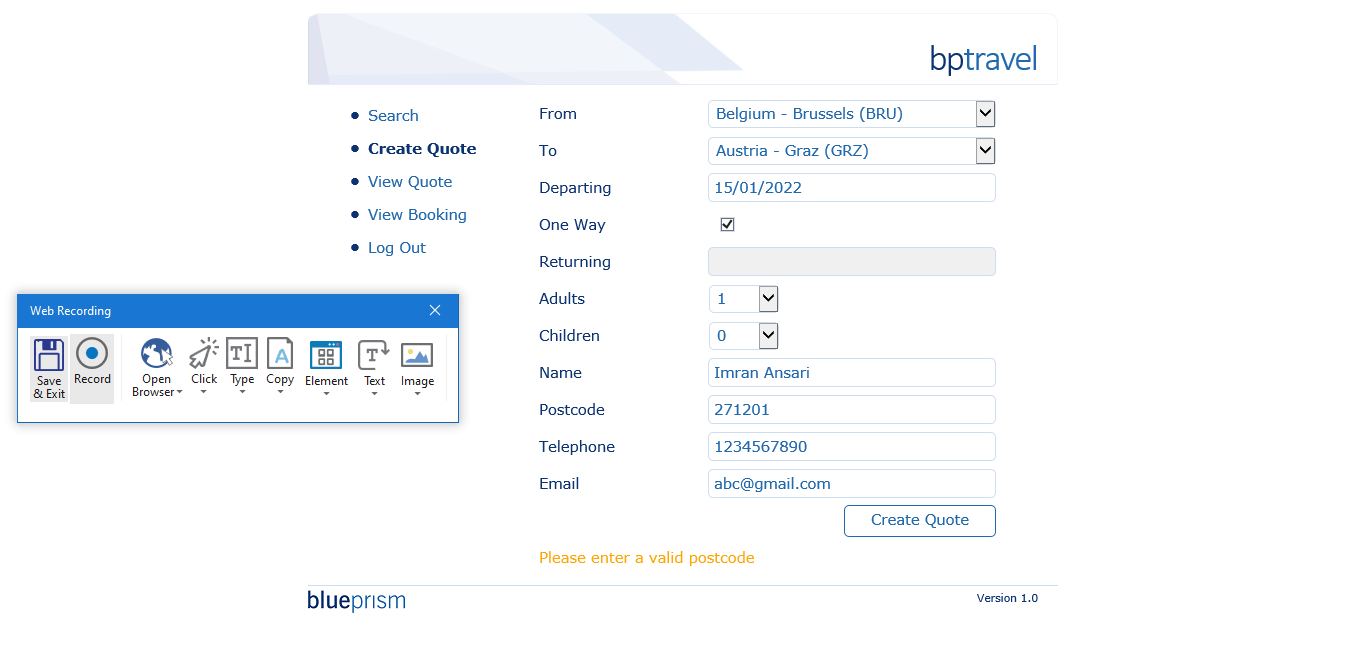 bptravel
Search
Create Quote
View Quote
View Booking
Log Out
From Belgium - Brussels (BRU)
To Austria - Graz (GRZ)
Departing 15/01/2022
One Way
Returning
Adults 1
Children 0
Name Imran Ansari
Postcode 271201
Telephone 1234567890
Email abc@gmail.com
Create Quote
Please enter a valid postcode
blueprism
Version 1.0
Web Recording
Save & Exit
Record
Open Browser
Click
Type
Copy
Element
Text
Image